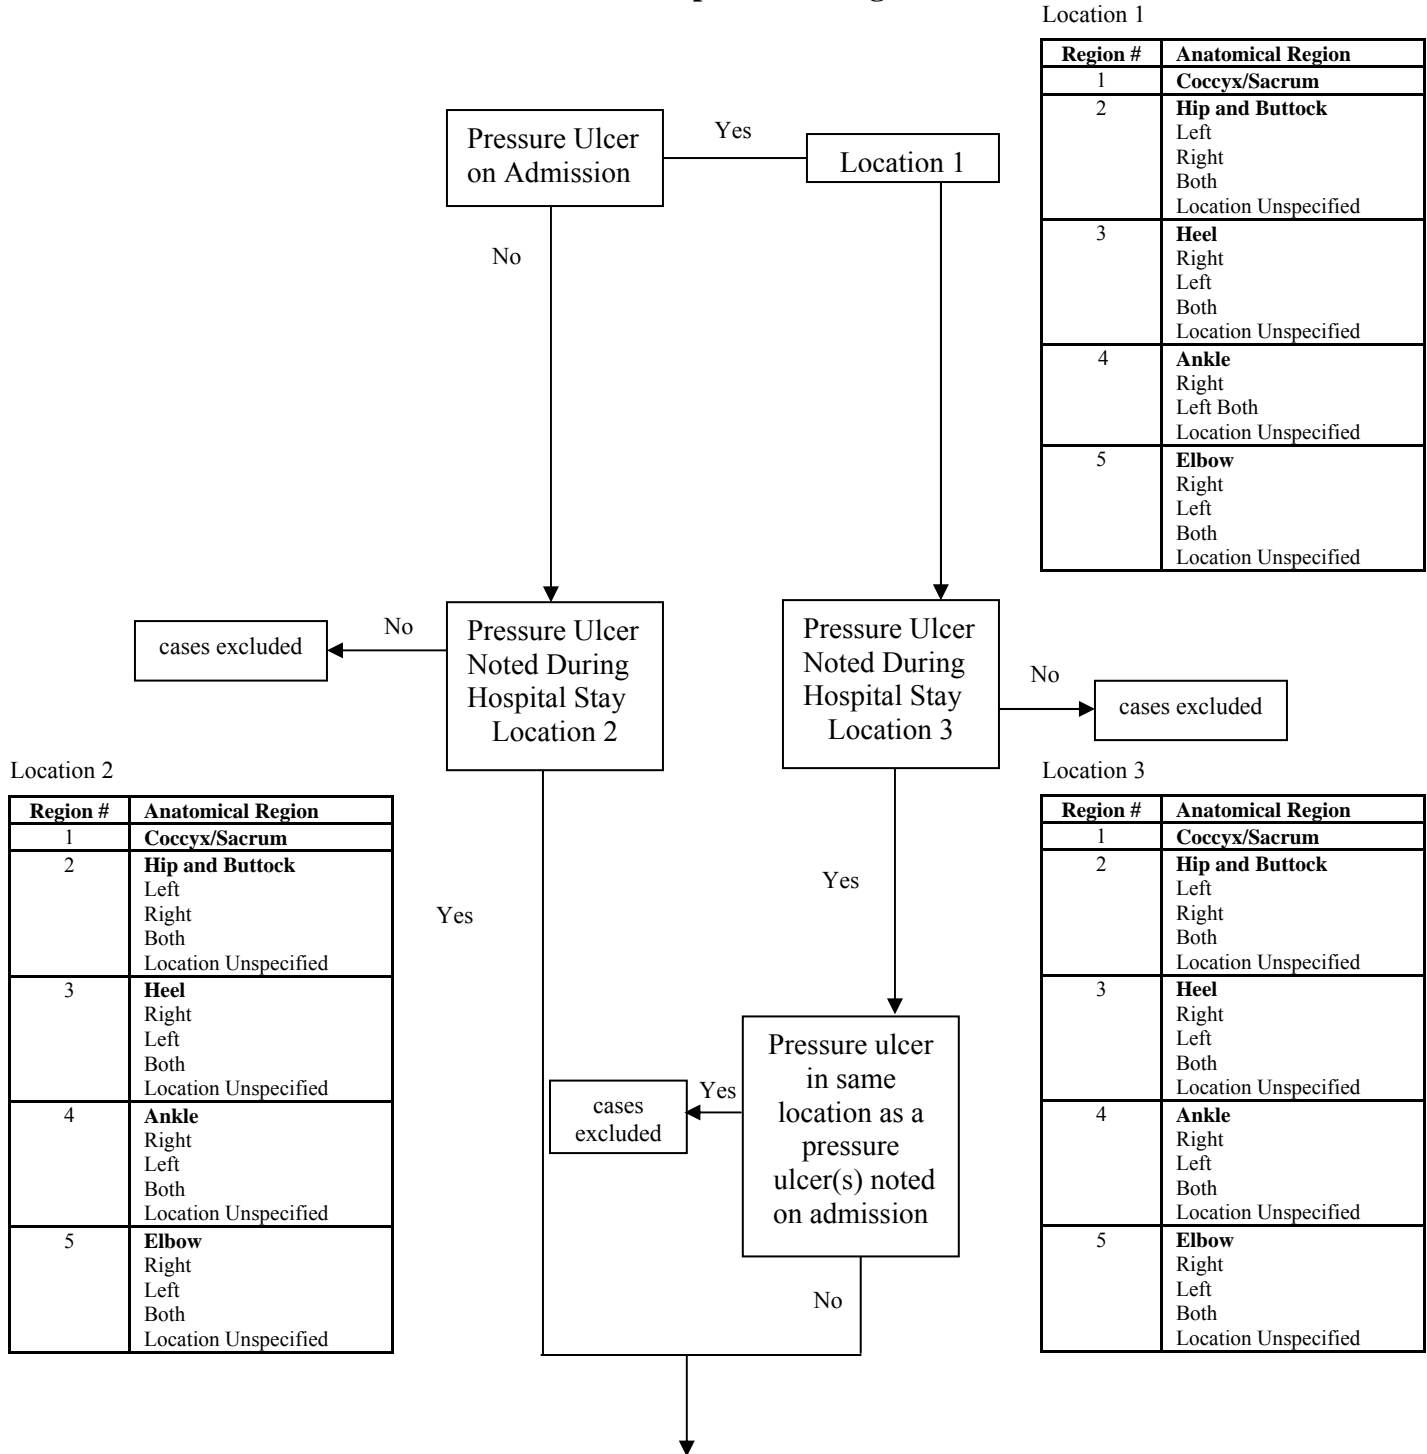 Location 1
Region # Anatomical Region
1 Coccyx/Sacrum
2 Hip and Buttock
Left
Right
Both
Location Unspecified
3 Heel
Right
Left
Both
Location Unspecified
4 Ankle
Right
Left Both
Location Unspecified
5 Elbow
Right
Left
Both
Location Unspecified
Pressure Ulcer
on Admission
Yes
Location 1
No
cases excluded
No
Pressure Ulcer
Noted During
Hospital Stay
Location 2
Pressure Ulcer
Noted During
Hospital Stay
Location 3
No
cases excluded
Location 2
Region # Anatomical Region
1 Coccyx/Sacrum
2 Hip and Buttock
Left
Right
Both
Location Unspecified
3 Heel
Right
Left
Both
Location Unspecified
4 Ankle
Right
Left
Both
Location Unspecified
5 Elbow
Right
Left
Both
Location Unspecified
Yes
Yes
cases
excluded
Yes
Pressure ulcer
in same
location as a
pressure
ulcer(s) noted
on admission
No
Location 3
Region # Anatomical Region
1 Coccyx/Sacrum
2 Hip and Buttock
Left
Right
Both
Location Unspecified
3 Heel
Right
Left
Both
Location Unspecified
4 Ankle
Right
Left
Both
Location Unspecified
5 Elbow
Right
Left
Both
Location Unspecified